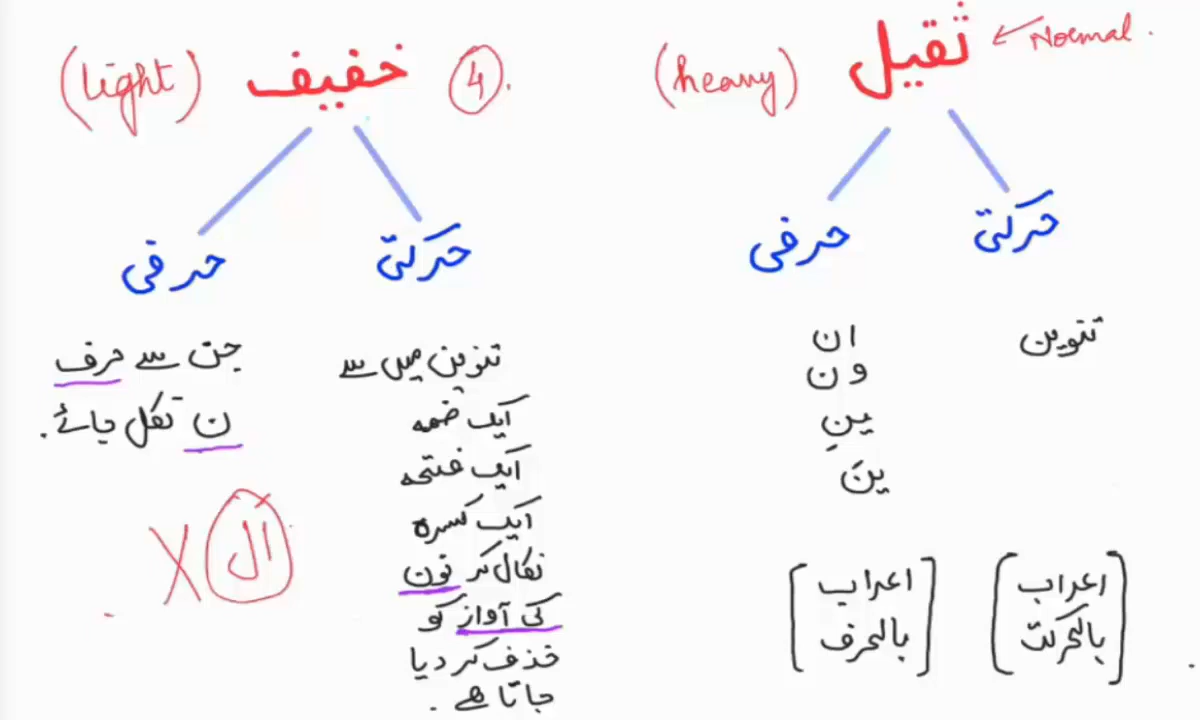 ثقیل (heavy) ← Normal.
حرکتی
تنوین
[اعراب
بالحرکت]
حرفی
ان
ون
ینِ
ینَ
[اعراب
بالحرف]
خفیف (light) 4.
حرکتی
تنوین میں سے
ایک ضمہ
ایک فتحہ
ایک کسرہ
نکال کر نون
کی آواز کو
خذف کر دیا
جاتا ہے.
حرفی
جن سے حرف
ن نکل جائے.
ال X